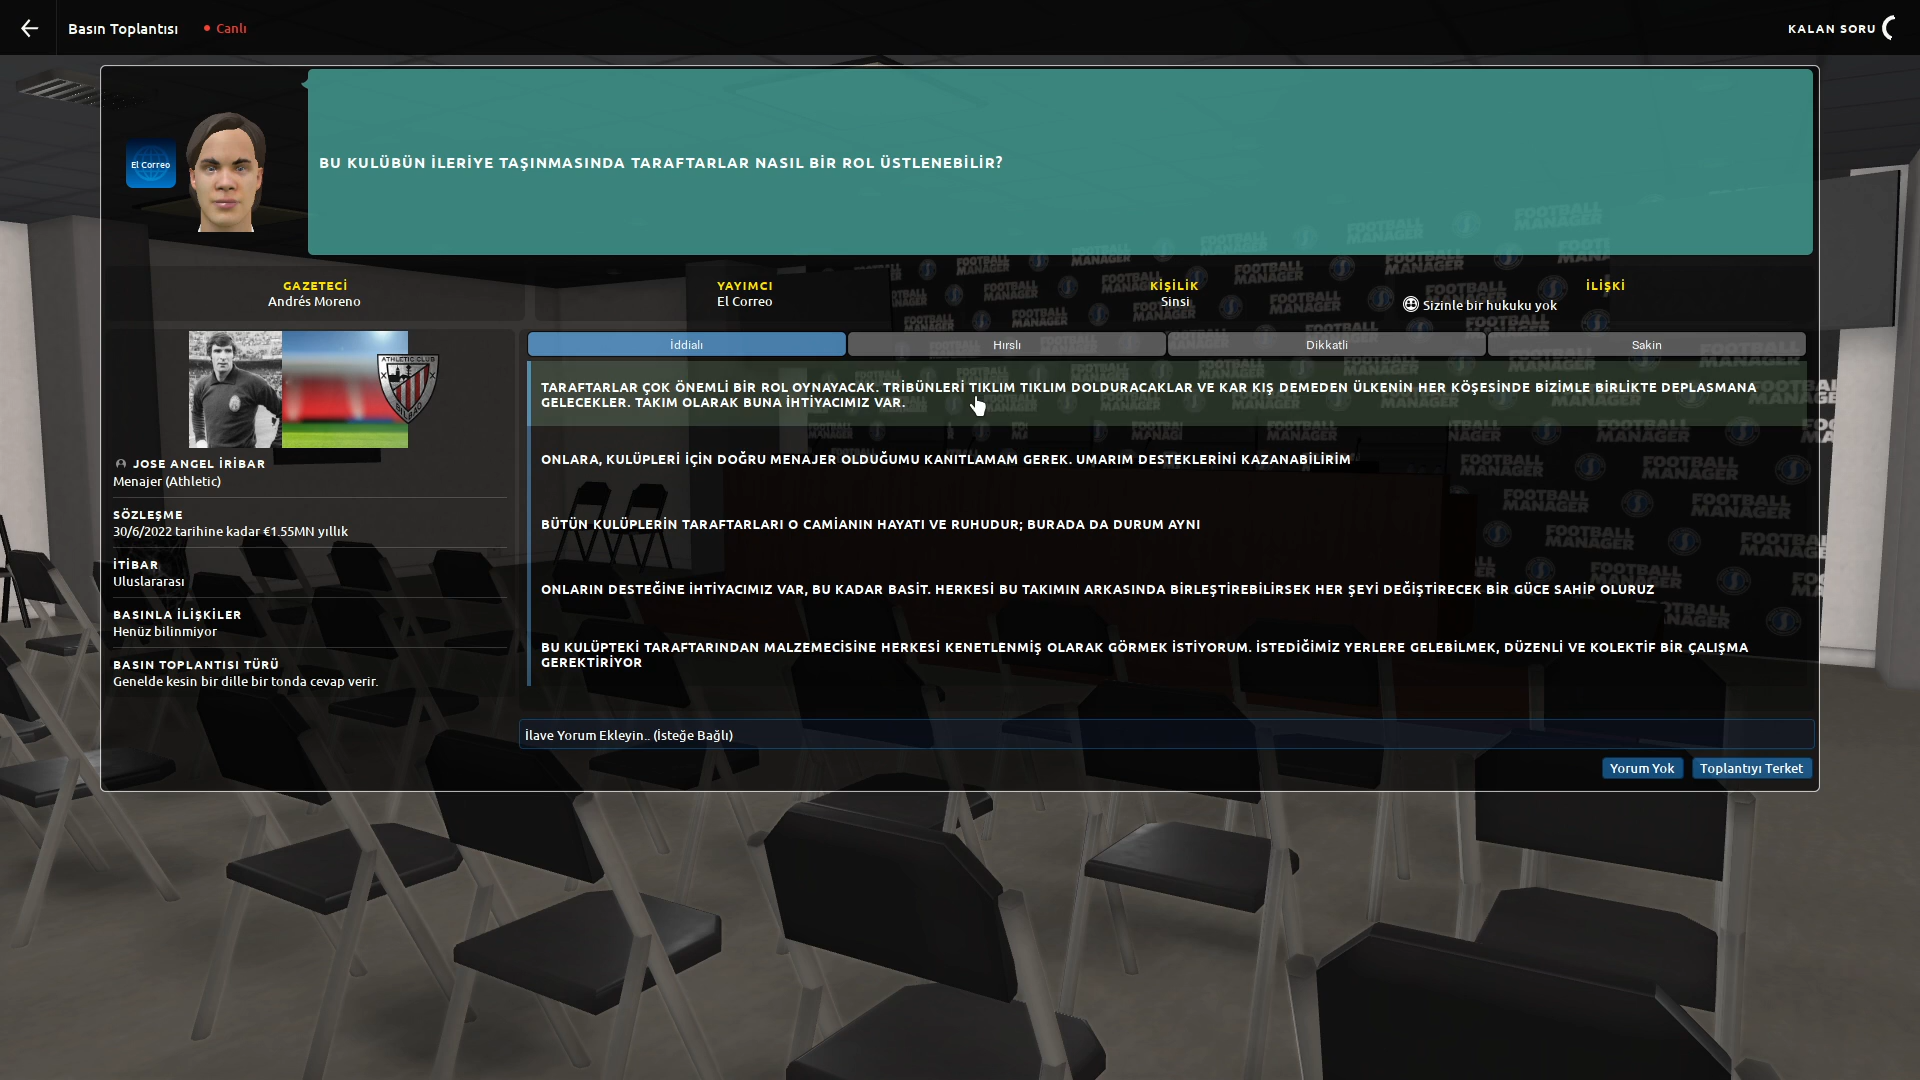 Basın Toplantısı
Canlı
KALAN SORU
El Correo
BU KULÜBÜN İLERİYE TAŞINMASINDA TARAFTARLAR NASIL BİR ROL ÜSTLENEBİLİR?
GAZETECİ
Andrés Moreno
YAYIMCI
El Correo
KİŞİLİK
Sinsi
İLİŞKİ
Sizinle bir hukuku yok
ATHLETIC CLUB
BILBAO
JOSE ANGEL İRİBAR
Menajer (Athletic)
SÖZLEŞME
30/6/2022 tarihine kadar €1.55MN yıllık
İTİBAR
Uluslararası
BASINLA İLİŞKİLER
Henüz bilinmiyor
BASIN TOPLANTISI TÜRÜ
Genelde kesin bir dille bir tonda cevap verir.
İddialı
Hırslı
Dikkatli
Sakin
TARAFTARLAR ÇOK ÖNEMLİ BİR ROL OYNAYACAK. TRİBÜNLERİ TIKLIM TIKLIM DOLDURACAKLAR VE KAR KIŞ DEMEDEN ÜLKENİN HER KÖŞESİNDE BİZİMLE BİRLİKTE DEPLASMANA
GELECEKLER. TAKIM OLARAK BUNA İHTİYACIMIZ VAR.
ONLARA, KULÜPLERİ İÇİN DOĞRU MENAJER OLDUĞUMU KANITLAMAM GEREK. UMARIM DESTEKLERİNİ KAZANABİLİRİM
BÜTÜN KULÜPLERİN TARAFTARLARI O CAMİANIN HAYATI VE RUHUDUR; BURADA DA DURUM AYNI
ONLARIN DESTEĞİNE İHTİYACIMIZ VAR, BU KADAR BASİT. HERKESİ BU TAKIMIN ARKASINDA BİRLEŞTİREBİLİRSEK HER ŞEYİ DEĞİŞTİRECEK BİR GÜCE SAHİP OLURUZ
BU KULÜPTEKİ TARAFTARINDAN MALZEMECİSİNE HERKESİ KENETLENMİŞ OLARAK GÖRMEK İSTİYORUM. İSTEDİĞİMİZ YERLERE GELEBİLMEK, DÜZENLİ VE KOLEKTİF BİR ÇALIŞMA
GEREKTİRİYOR
İlave Yorum Ekleyin.. (İsteğe Bağlı)
Yorum Yok
Toplantıyı Terket
FOOTBALL
MANAGER